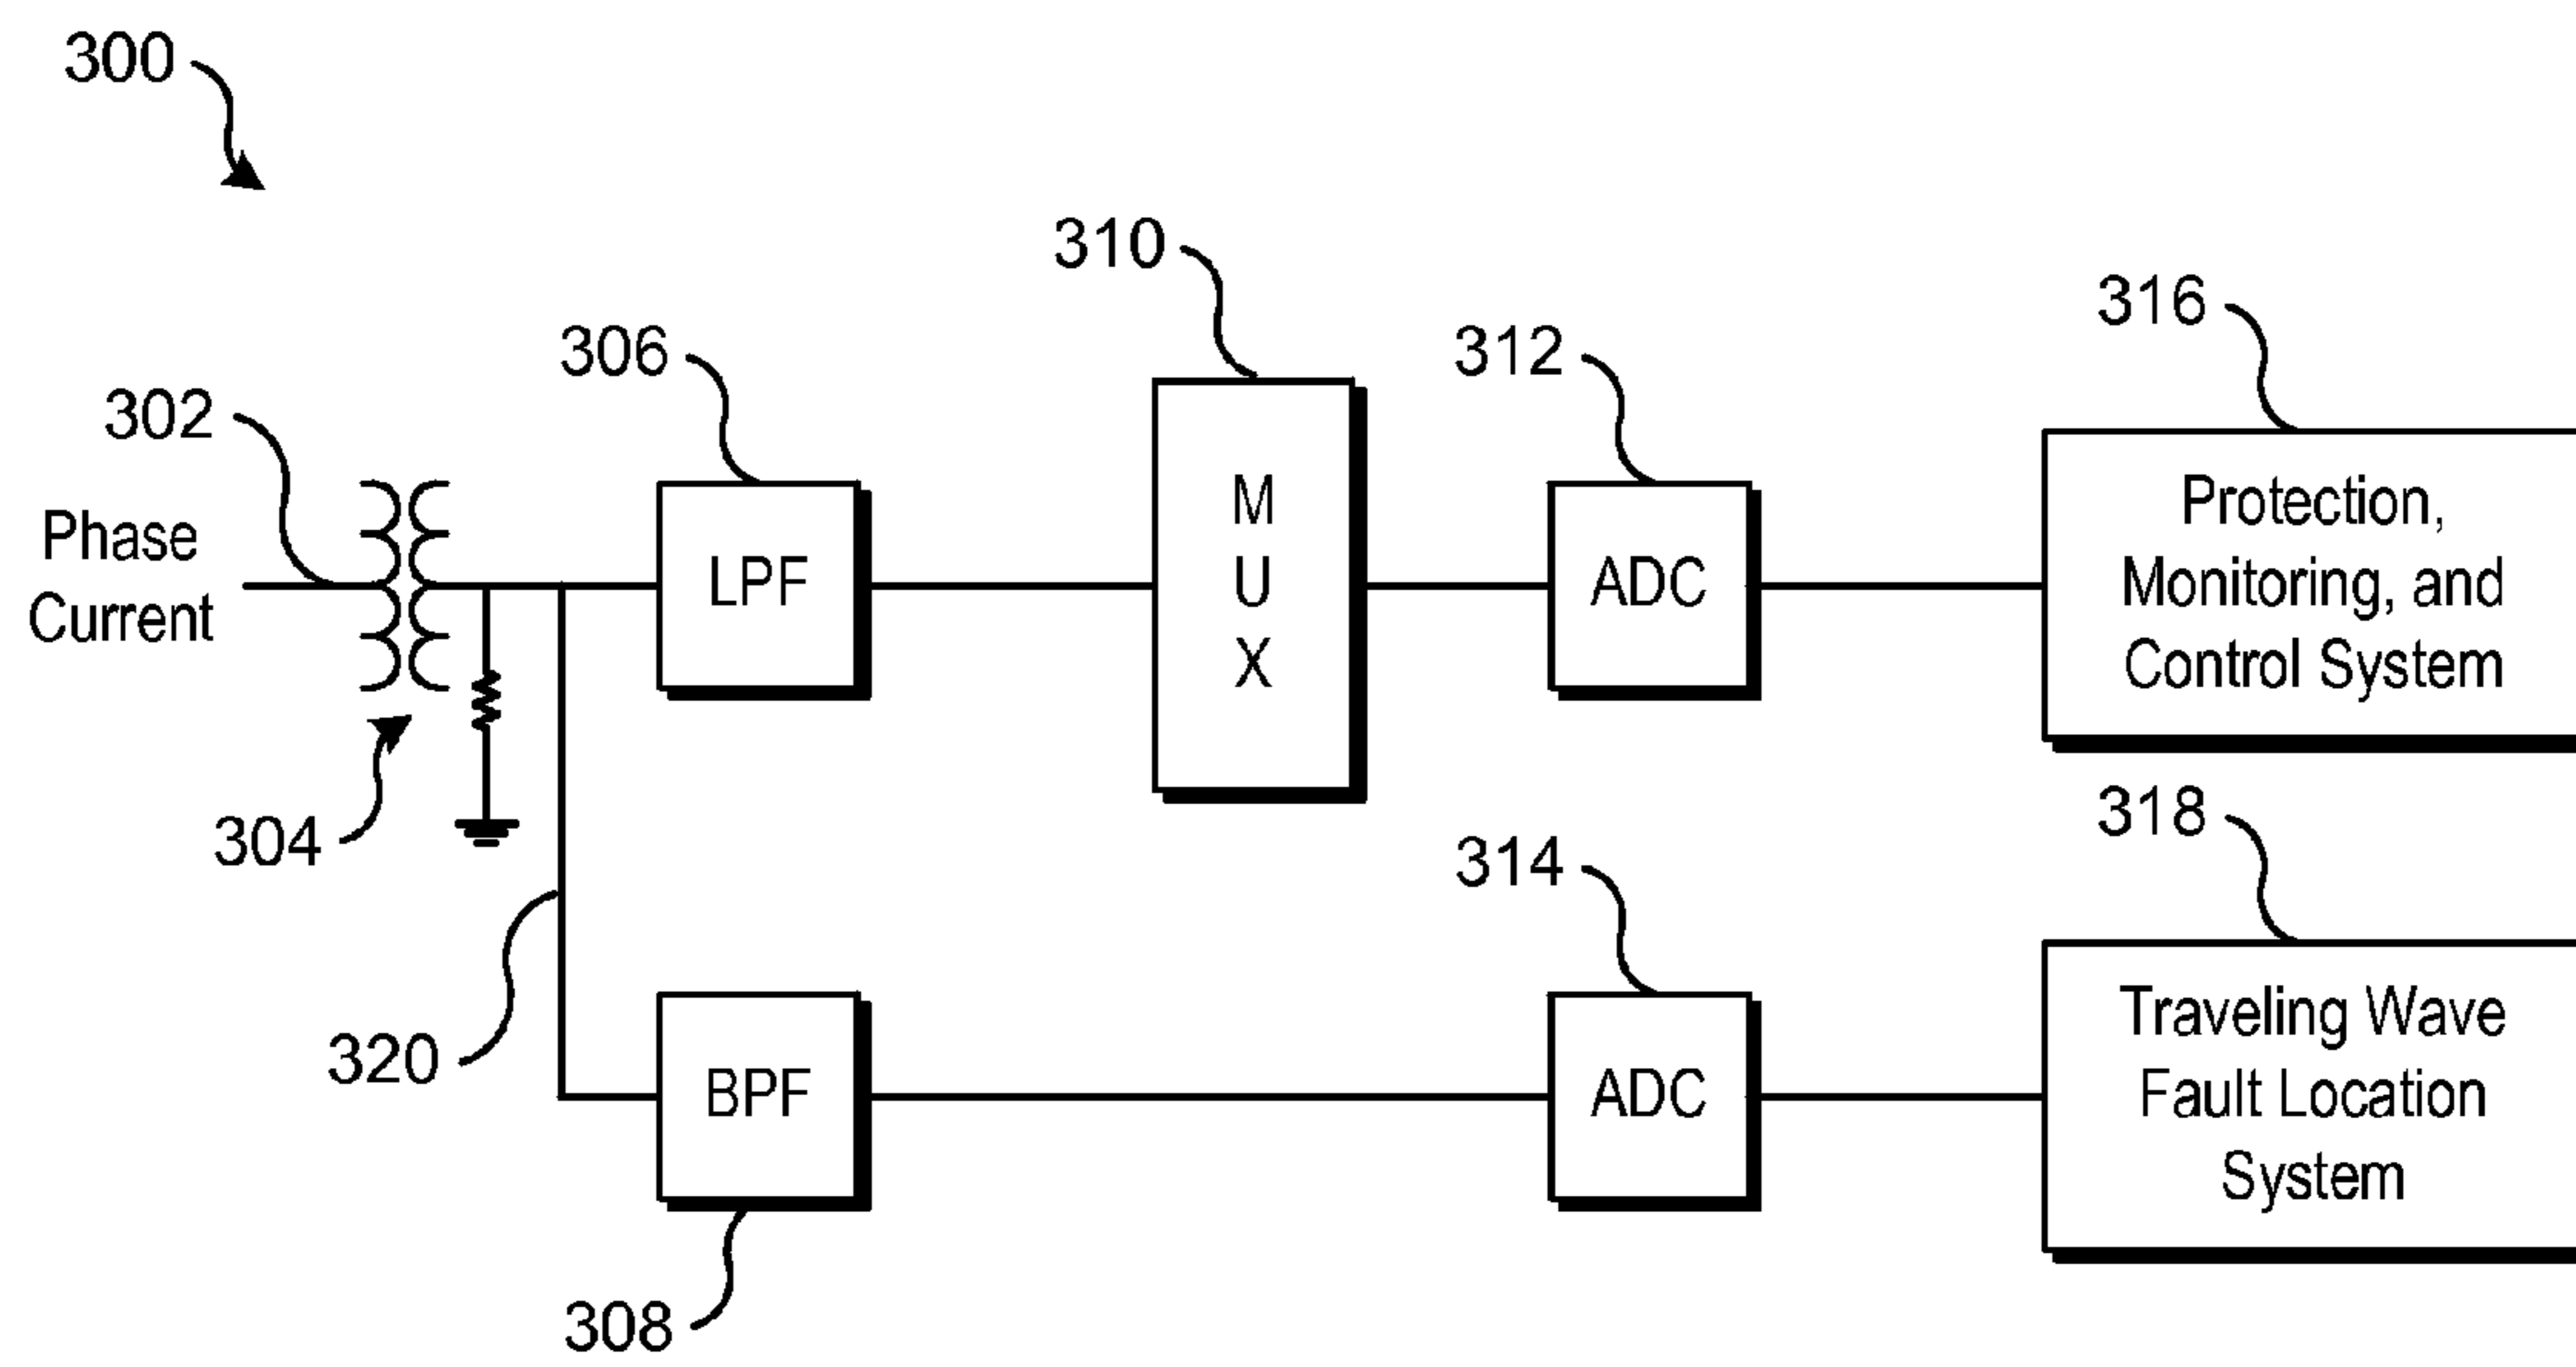 300
310
316
306
312
302
Phase
Current
LPF
M
U
X
ADC
Protection,
Monitoring, and
Control System
304
318
314
320
BPF
ADC
Traveling Wave
Fault Location
System
308